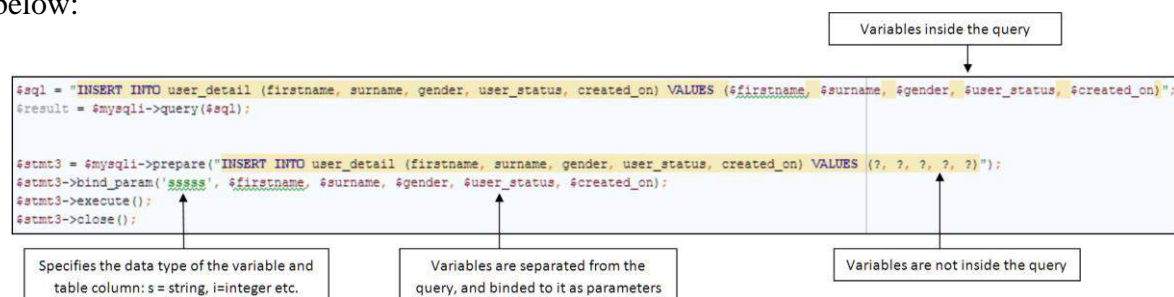 below:
Variables inside the query
$sql = "INSERT INTO user_detail (firstname, surname, gender, user_status, created_on) VALUES ($firstname, $surname, $gender, $user_status, $created_on)";
$result = $mysqli->query($sql);
$stmt3 = $mysqli->prepare("INSERT INTO user_detail (firstname, surname, gender, user_status, created_on) VALUES (?, ?, ?, ?, ?)");
$stmt3->bind_param('sssss', $firstname, $surname, $gender, $user_status, $created_on);
$stmt3->execute();
$stmt3->close();
Specifies the data type of the variable and
table column: s = string, i=integer etc.
Variables are separated from the
query, and binded to it as parameters
Variables are not inside the query